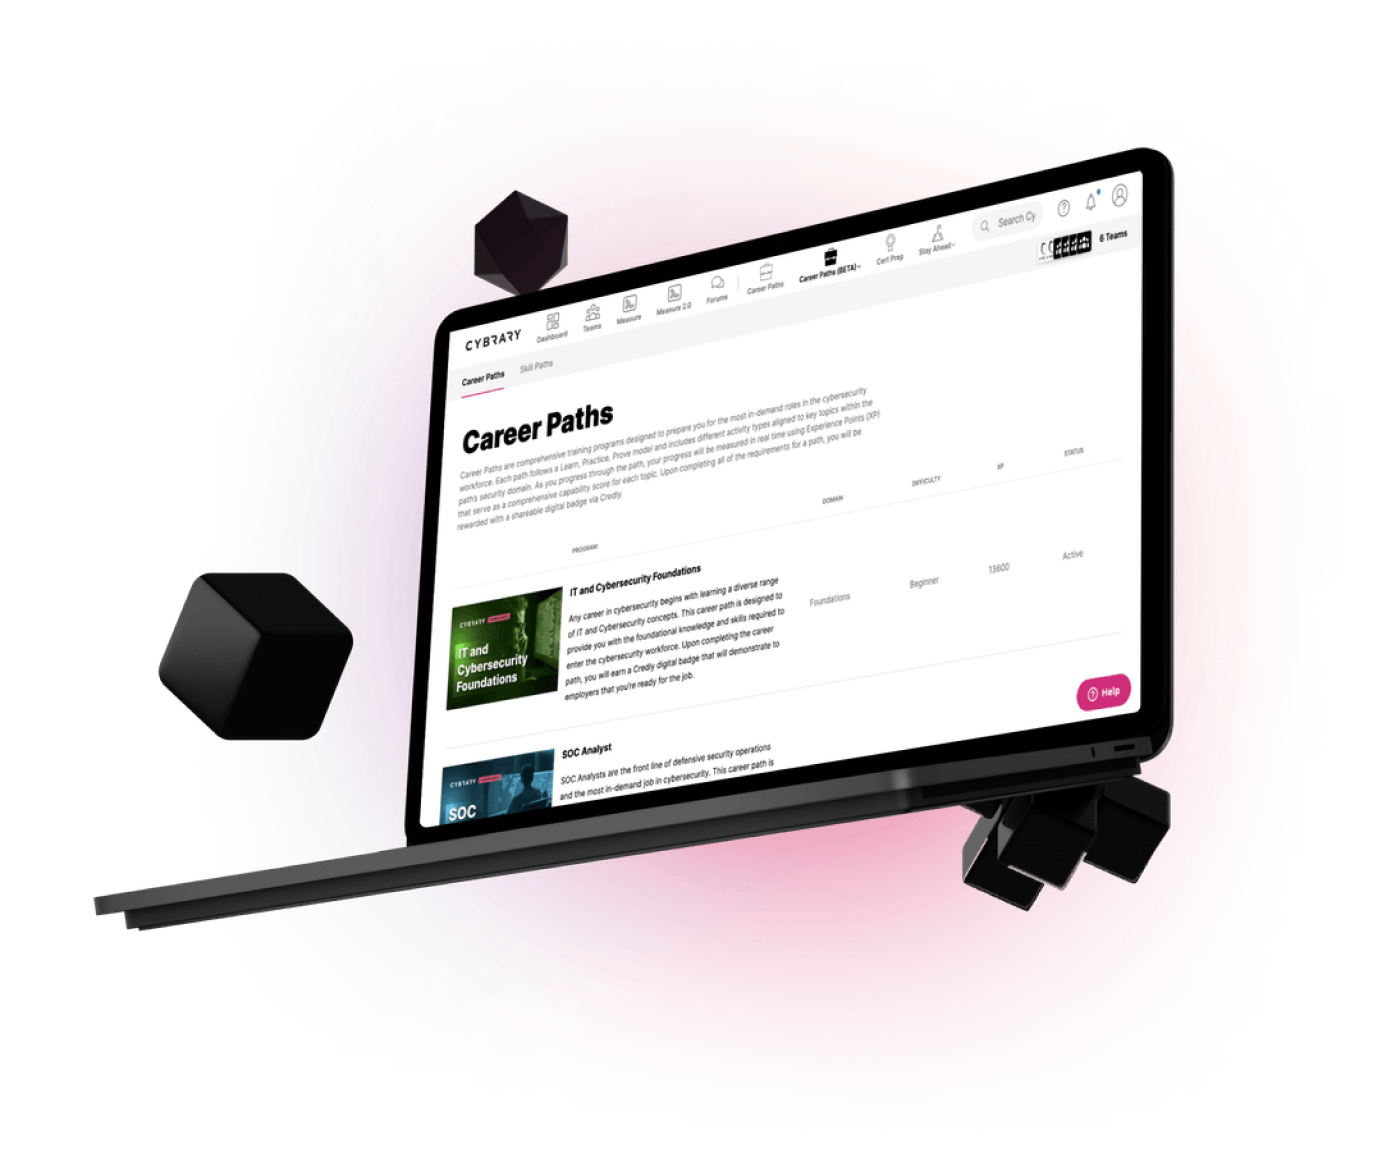 CYBRARY
Dashboard
Teams
Measure
Measure 2.0
Forums
Career Paths
Career Paths (BETA)
Cert Prep
Stay Ahead
Search Cy
Career Paths
Skill Paths
6 Teams
Career Paths
Career Paths are comprehensive training programs designed to prepare you for the most in-demand roles in the cybersecurity
workforce. Each path follows a Learn, Practice, Prove model and includes different activity types aligned to key topics within the
path's security domain. As you progress through the path, your progress will be measured in real time using Experience Points (XP)
that serve as a comprehensive capability score for each topic. Upon completing all of the requirements for a path, you will be
rewarded with a shareable digital badge via Credly.
PROGRAM
DOMAIN
DIFFICULTY
XP
STATUS
CYBRARY
IT and
Cybersecurity
Foundations
IT and Cybersecurity Foundations
Any career in cybersecurity begins with learning a diverse range
of IT and Cybersecurity concepts. This career path is designed to
provide you with the foundational knowledge and skills required to
enter the cybersecurity workforce. Upon completing the career
path, you will earn a Credly digital badge that will demonstrate to
employers that you're ready for the job.
Foundations
Beginner
13600
Active
CYBRARY
SOC
SOC Analyst
SOC Analysts are the front line of defensive security operations
and the most in-demand job in cybersecurity. This career path is
Help